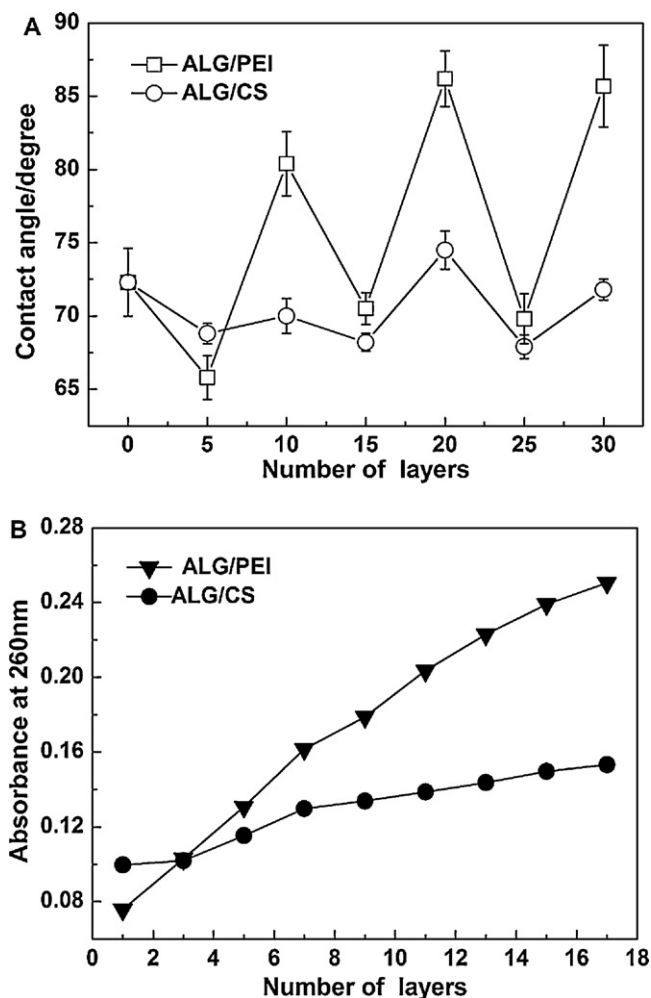 A
90
85
80
75
70
65
Contact angle/degree
ALG/PEI
ALG/CS
0 5 10 15 20 25 30
Number of layers
B
0.28
0.24
0.20
0.16
0.12
0.08
Absorbance at 260nm
ALG/PEI
ALG/CS
0 2 4 6 8 10 12 14 16 18
Number of layers